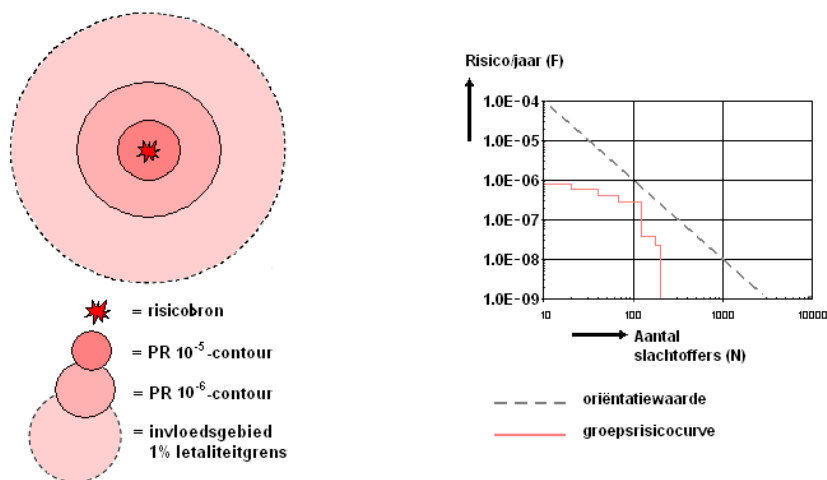 = risicobron
= PR 10-5-contour
= PR 10-6-contour
= invloedsgebied
1% letaliteitgrens
Risico/jaar (F)
1.0E-04
1.0E-05
1.0E-06
1.0E-07
1.0E-08
1.0E-09
10
100
1000
10000
Aantal
slachtoffers (N)
oriëntatiewaarde
groepsrisicocurve